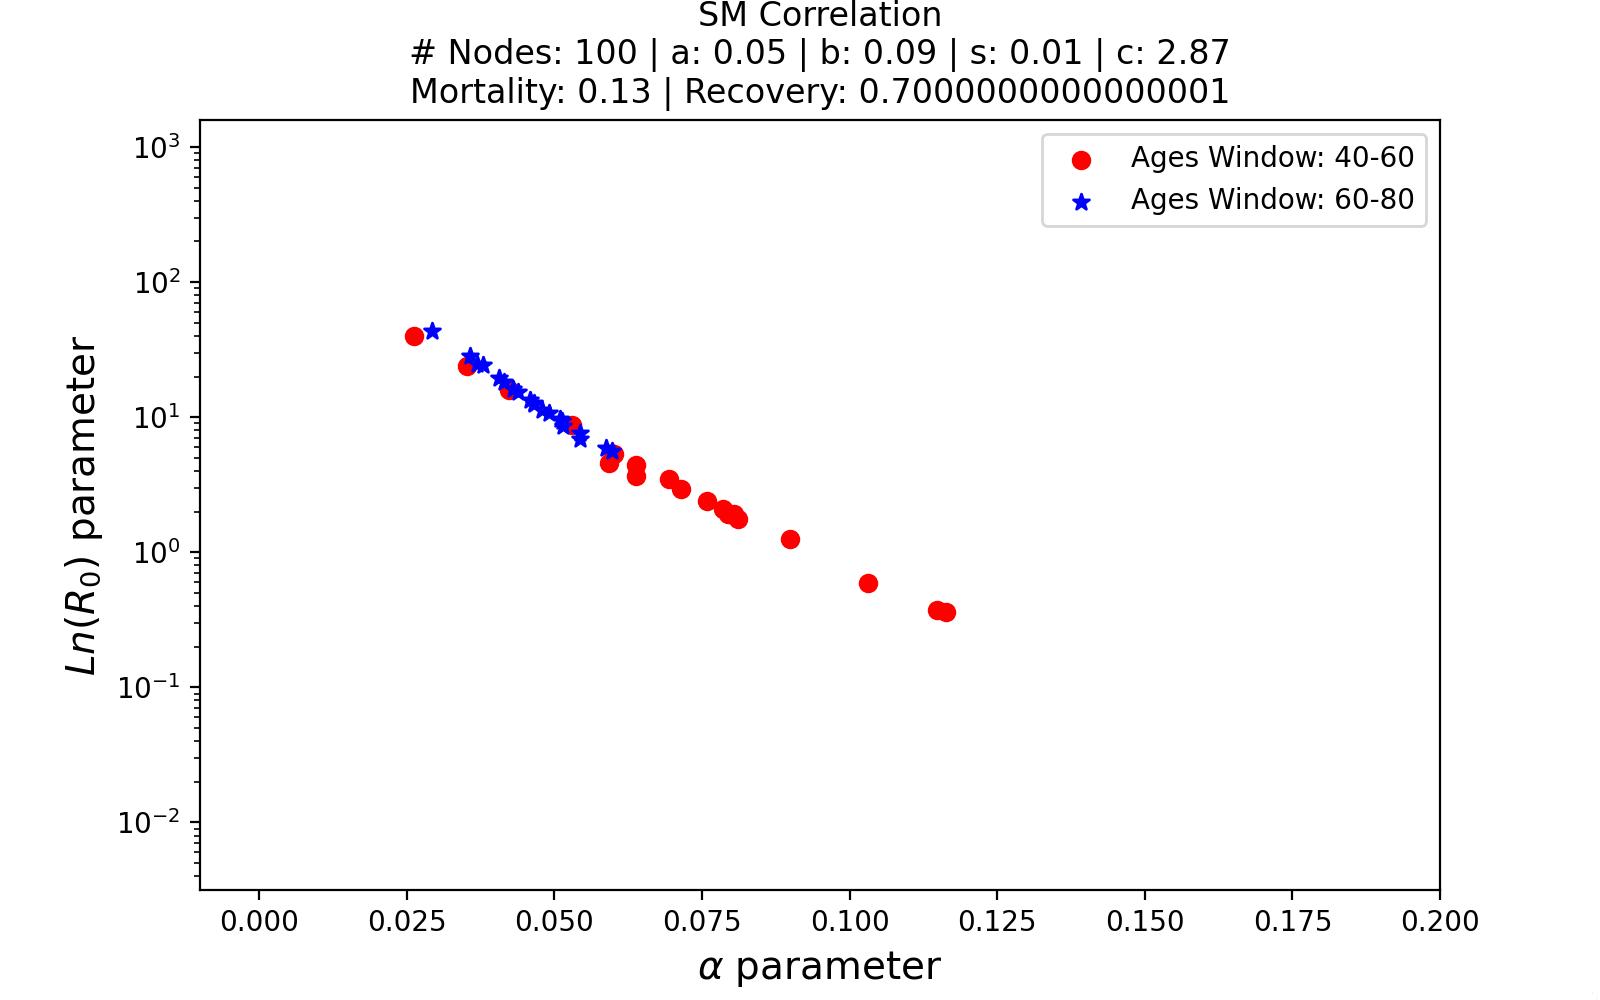 SM Correlation
# Nodes: 100 | a: 0.05 | b: 0.09 | s: 0.01 | c: 2.87
Mortality: 0.13 | Recovery: 0.7000000000000001
Ages Window: 40-60
Ages Window: 60-80
Ln(R₀) parameter
10³
10²
10¹
10⁰
10⁻¹
10⁻²
0.000 0.025 0.050 0.075 0.100 0.125 0.150 0.175 0.200
α parameter